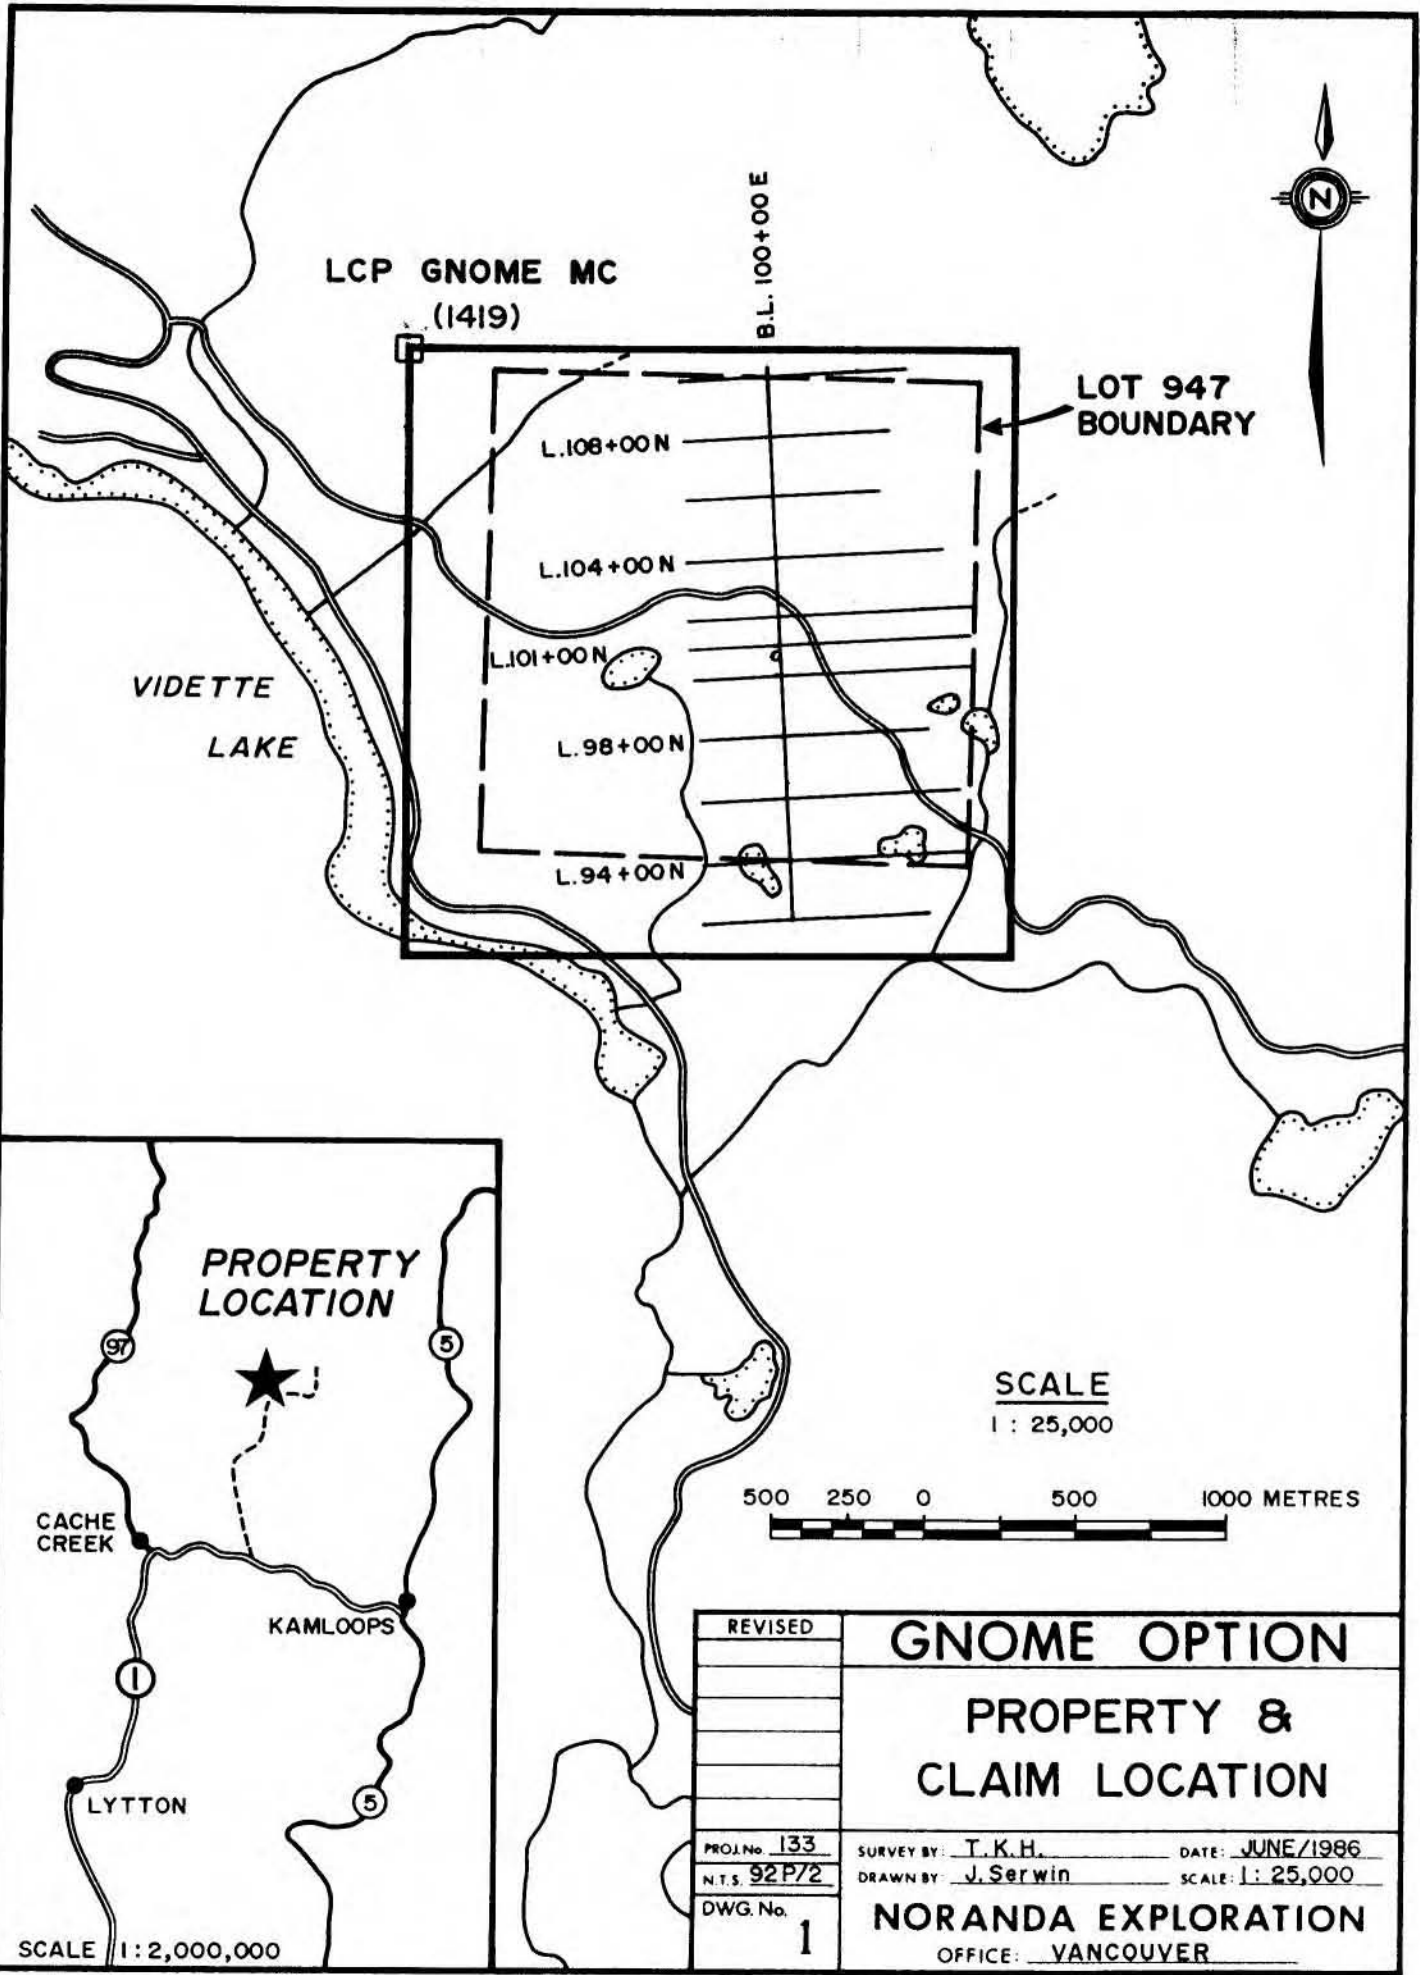 B.L. 100+00 E
N
LCP GNOME MC
(1419)
LOT 947
BOUNDARY
L.108+00 N
L.104+00 N
L.101+00 N
L.98+00 N
L.94+00 N
VIDETTE
LAKE
PROPERTY
LOCATION
97
5
CACHE
CREEK
KAMLOOPS
1
LYTTON
5
SCALE 1:2,000,000
SCALE
1 : 25,000
500 250 0 500 1000 METRES
REVISED
GNOME OPTION
PROPERTY &
CLAIM LOCATION
PROJ. No. 133
N.T.S. 92 P/2
DWG. No.
1
SURVEY BY: T.K.H. DATE: JUNE/1986
DRAWN BY: J. Serwin SCALE: 1: 25,000
NORANDA EXPLORATION
OFFICE: VANCOUVER